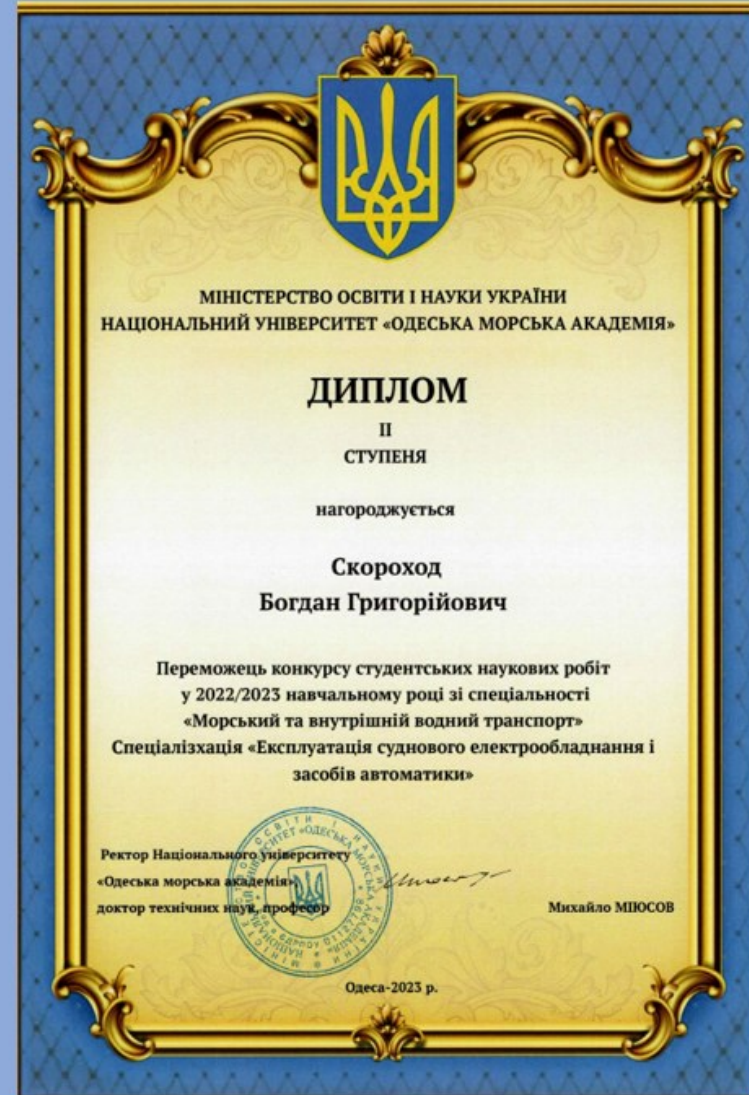 МІНІСТЕРСТВО ОСВІТИ І НАУКИ УКРАЇНИ
НАЦІОНАЛЬНИЙ УНІВЕРСИТЕТ «ОДЕСЬКА МОРСЬКА АКАДЕМІЯ»
ДИПЛОМ
ІІ
СТУПЕНЯ
нагороджується
Скороход
Богдан Григорійович
Переможець конкурсу студентських наукових робіт
у 2022/2023 навчальному році зі спеціальності
«Морський та внутрішній водний транспорт»
Спеціалізхація «Експлуатація суднового електрообладнання і
засобів автоматики»
Ректор Національного університету
«Одеська морська академія»,
доктор технічних наук, професор
Михайло МІЮСОВ
Одеса-2023 р.